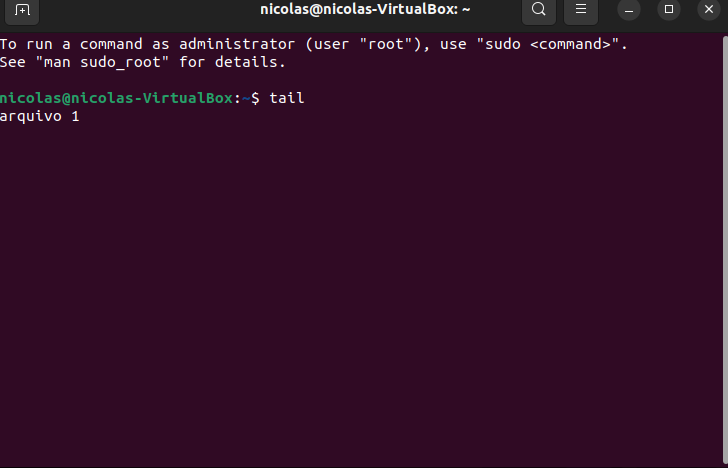 nicolas@nicolas-VirtualBox: ~
To run a command as administrator (user "root"), use "sudo <command>".
See "man sudo_root" for details.
nicolas@nicolas-VirtualBox:~$ tail
arquivo 1